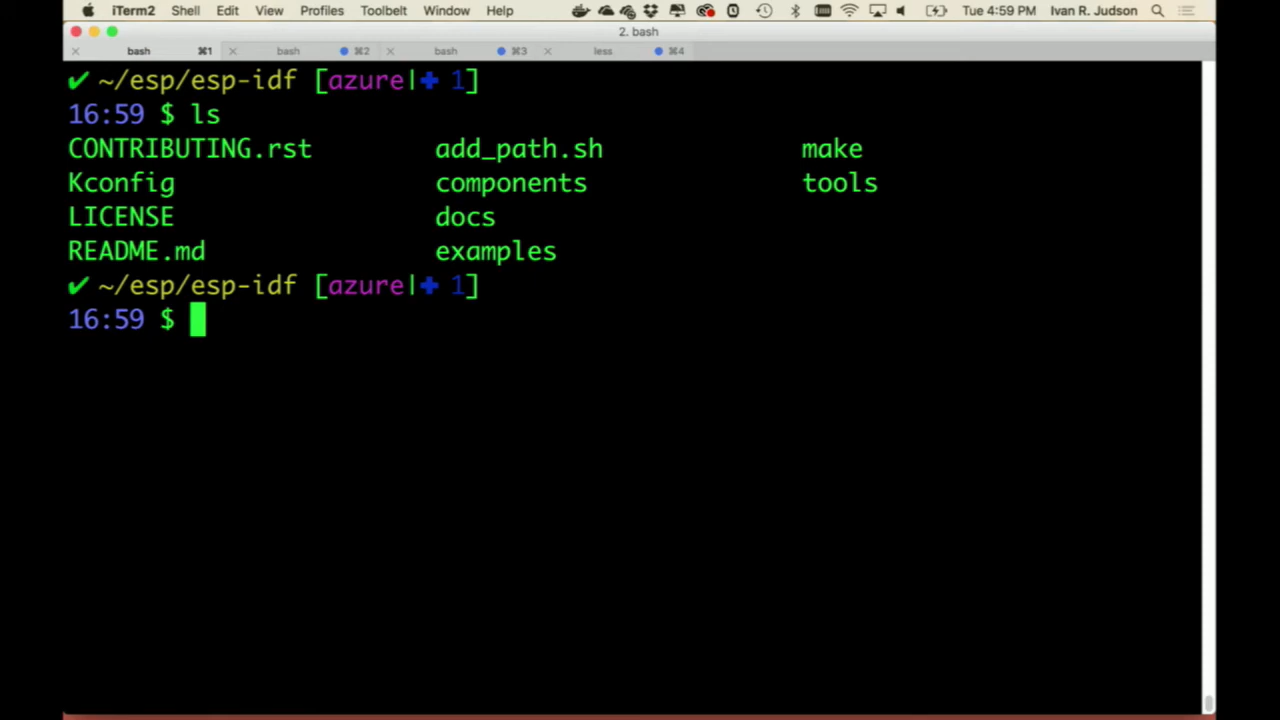 iTerm2 Shell Edit View Profiles Toolbelt Window Help Tue 4:59 PM Ivan R. Judson
2. bash
bash ⌘1 bash ⌘2 bash ⌘3 less ⌘4
✔ ~/esp/esp-idf [azure|✚ 1]
16:59 $ ls
CONTRIBUTING.rst add_path.sh make
Kconfig components tools
LICENSE docs
README.md examples
✔ ~/esp/esp-idf [azure|✚ 1]
16:59 $